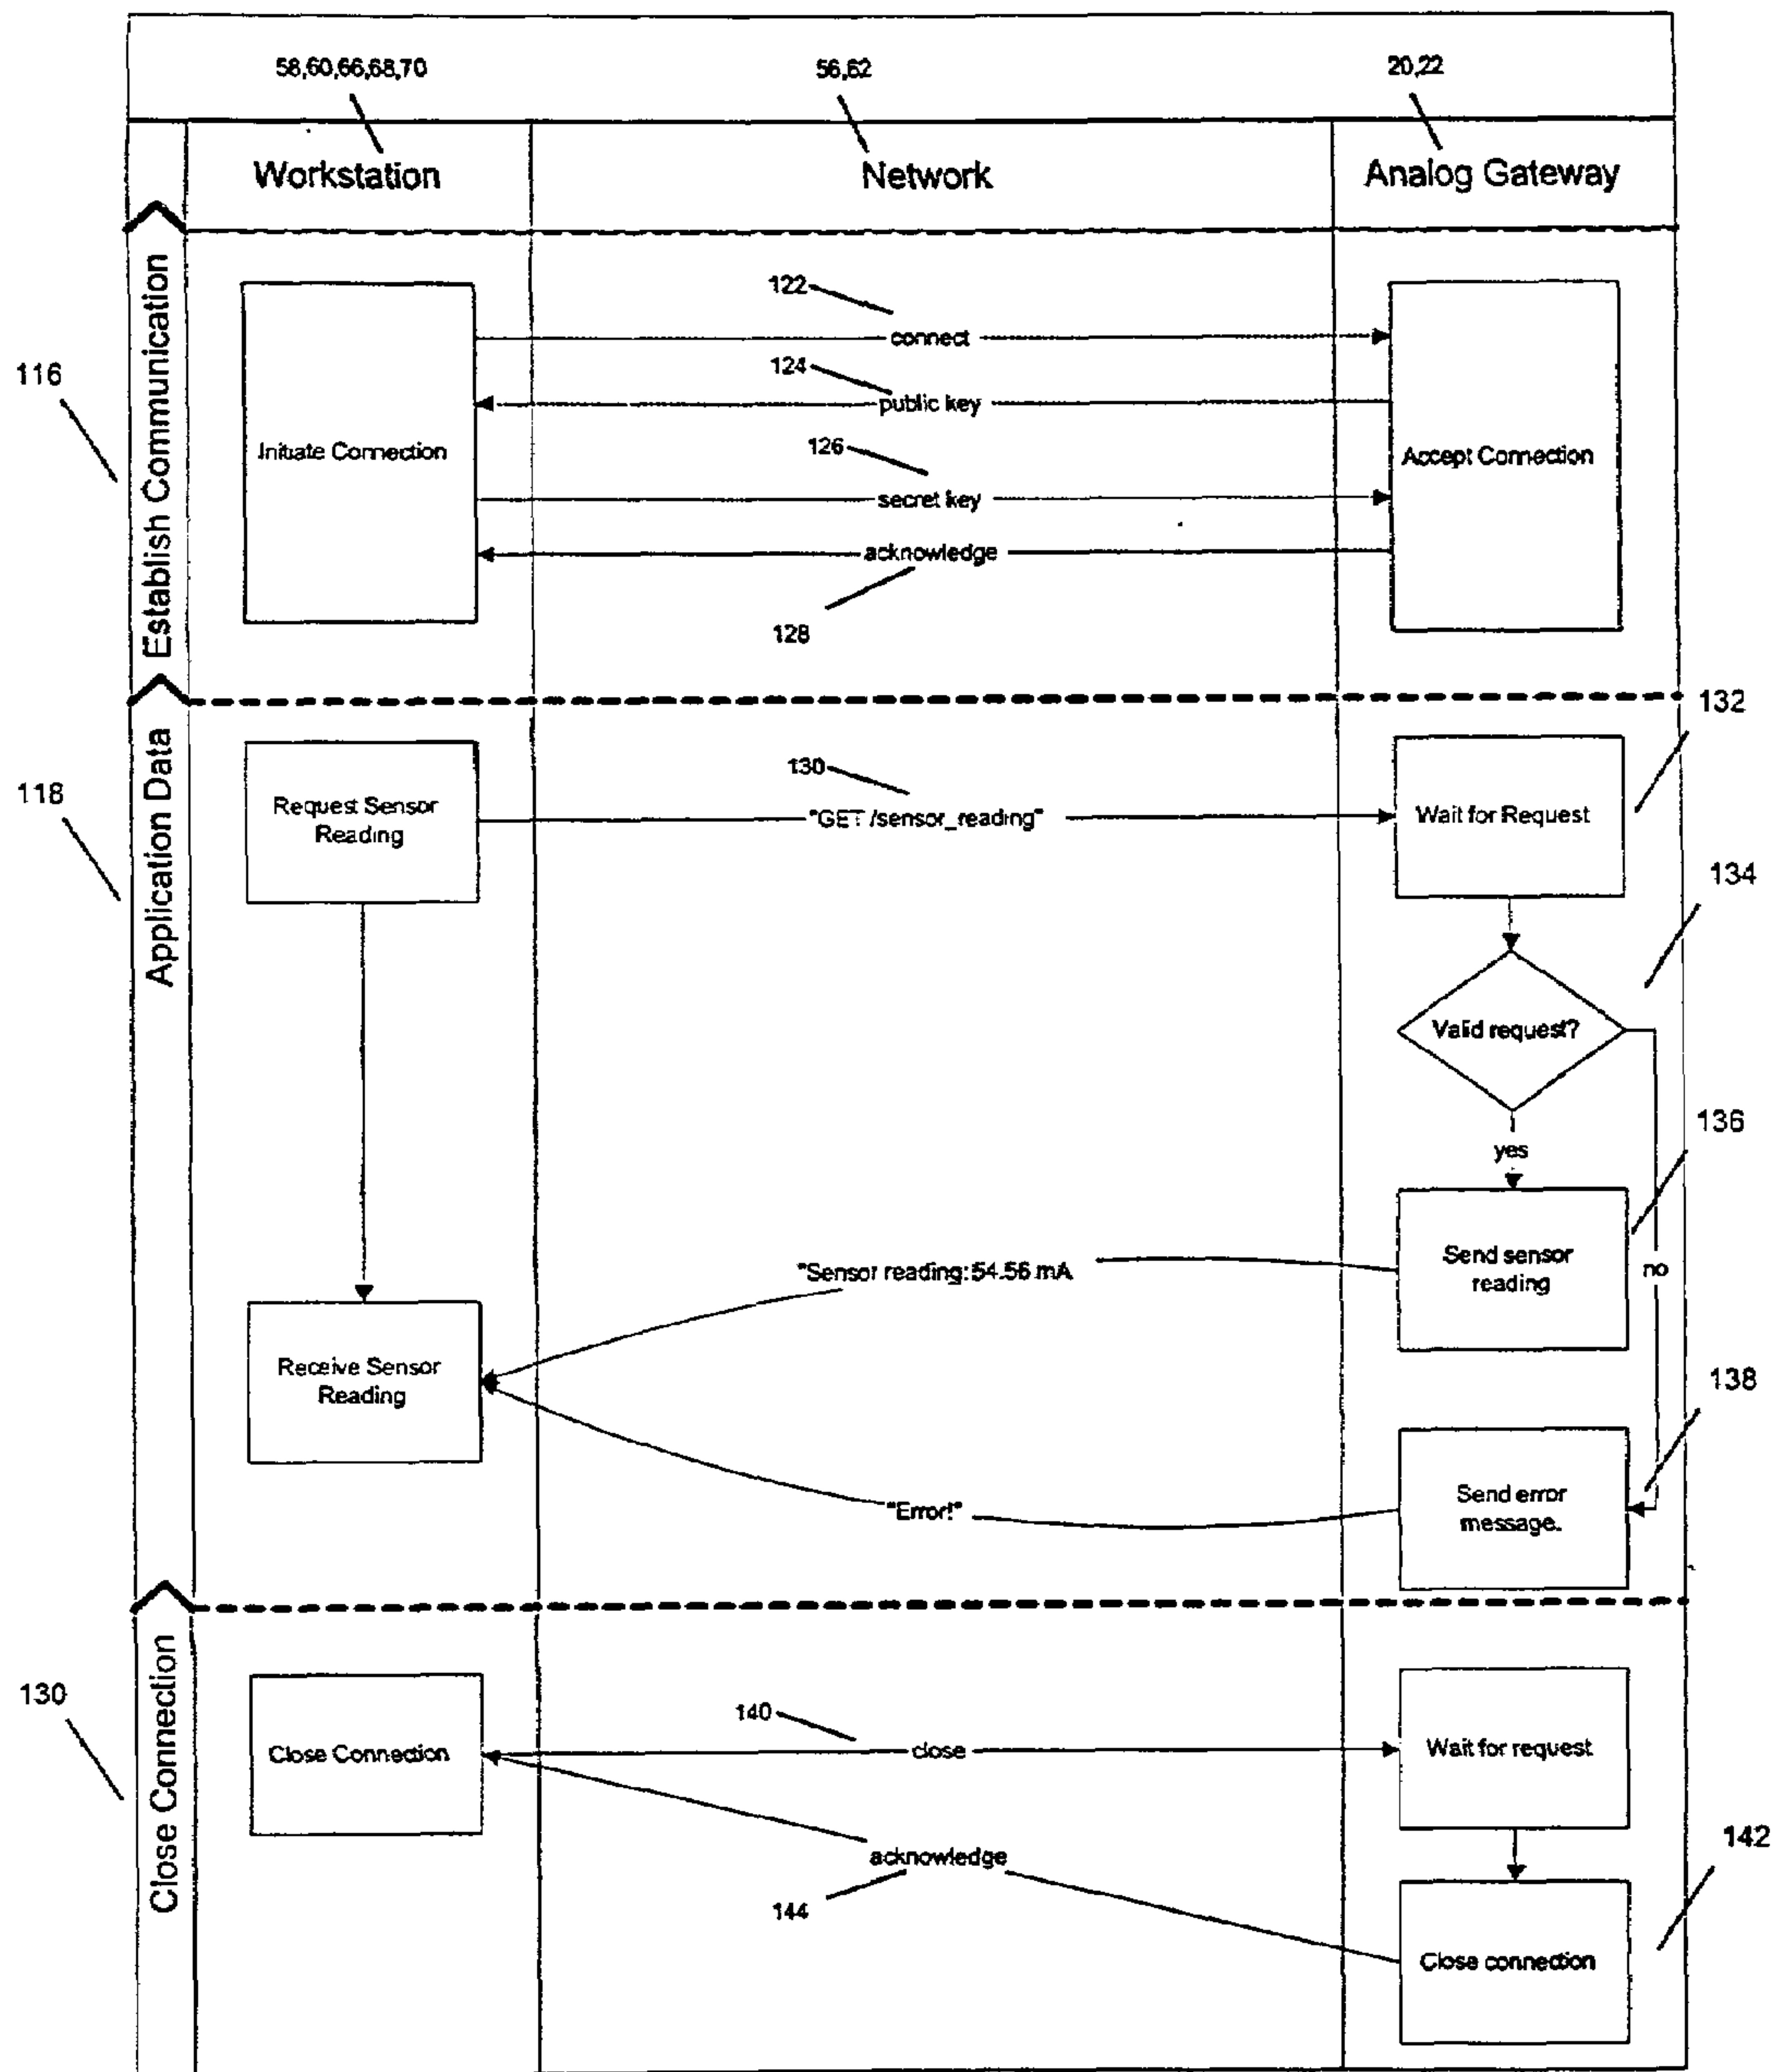 58,60,66,68,70
56,62
20,22
Workstation
Network
Analog Gateway
Establish Communication
116
122
connect
124
public key
Initiate Connection
126
Accept Connection
secret key
acknowledge
128
132
Application Data
118
130
Request Sensor
Reading
"GET /sensor_reading"
Wait for Request
134
Valid request?
136
yes
"Sensor reading: 54.56 mA
Send sensor
reading
no
Receive Sensor
Reading
138
"Error!"
Send error
message.
Close Connection
130
140
Close Connection
close
Wait for request
acknowledge
142
144
Close connection